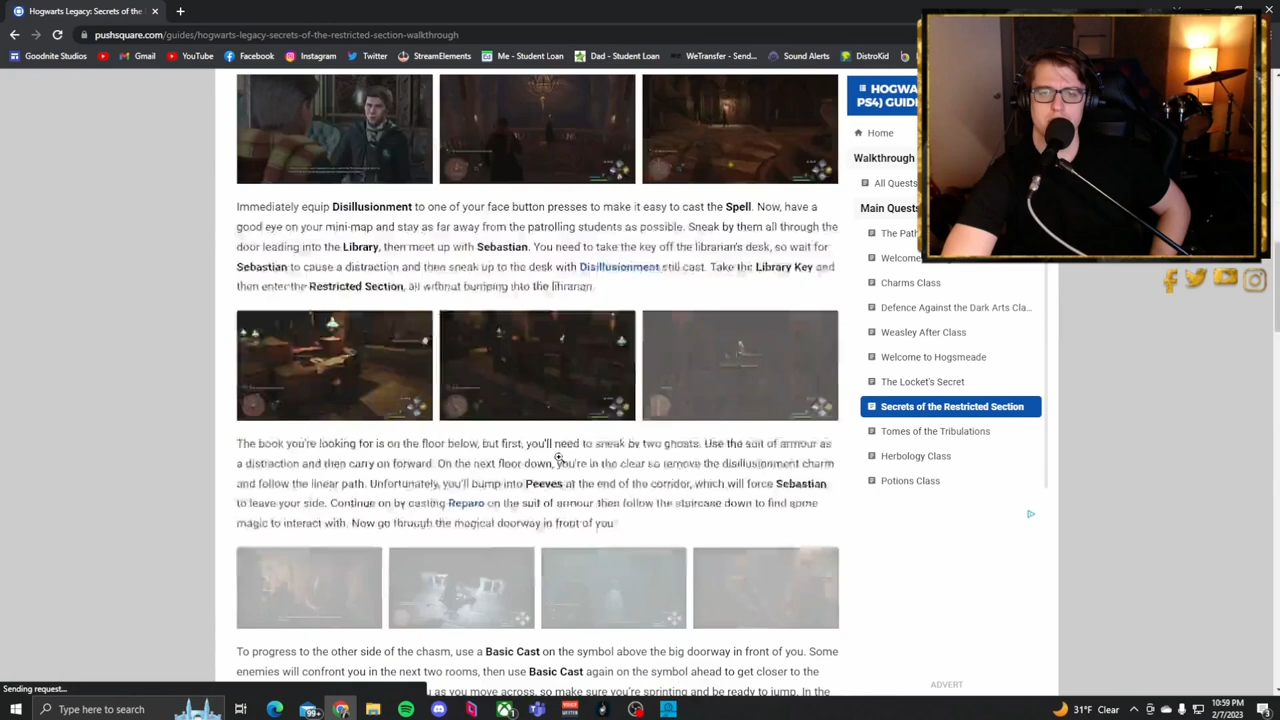 Hogwarts Legacy: Secrets of the
pushsquare.com/guides/hogwarts-legacy-secrets-of-the-restricted-section-walkthrough
Goodnite Studios
Gmail
YouTube
Facebook
Instagram
Twitter
StreamElements
Me - Student Loan
Dad - Student Loan
WeTransfer - Send...
Sound Alerts
DistroKid
HOGWAR
PS4) GUIDE
Home
Walkthrough
All Quests
Main Quests
The Path
Welcome
Charms Class
Defence Against the Dark Arts Cla...
Weasley After Class
Welcome to Hogsmeade
The Locket's Secret
Secrets of the Restricted Section
Tomes of the Tribulations
Herbology Class
Potions Class
Immediately equip Disillusionment to one of your face button presses to make it easy to cast the Spell. Now, have a
good eye on your mini-map and stay as far away from the patrolling students as possible. Sneak by them all through the
door leading into the Library, then meet up with Sebastian. You need to take the key off the librarian's desk, so wait for
Sebastian to cause a distraction and then sneak up to the desk with Disillusionment still cast. Take the Library Key and
then enter the Restricted Section, all without bumping into the librarian.
The book you're looking for is on the floor below, but first, you'll need to sneak by two ghosts. Use the suit of armour as
a distraction and then carry on forward. On the next floor down, you're in the clear so remove the disillusionment charm
and follow the linear path. Unfortunately, you'll bump into Peeves at the end of the corridor, which will force Sebastian
to leave your side. Continue by casting Reparo on the suit of armour then follow the staircase down to find some
magic to interact with. Now go through the magical doorway in front of you
To progress to the other side of the chasm, use a Basic Cast on the symbol above the big doorway in front of you. Some
enemies will confront you in the next two rooms, then use Basic Cast again on the symbol ahead to get closer to the
as you move across, so make sure you're sprinting and be ready to jump. In the
ADVERT
Sending request...
Type here to search
99+
31°F Clear
10:59 PM
2/7/2023